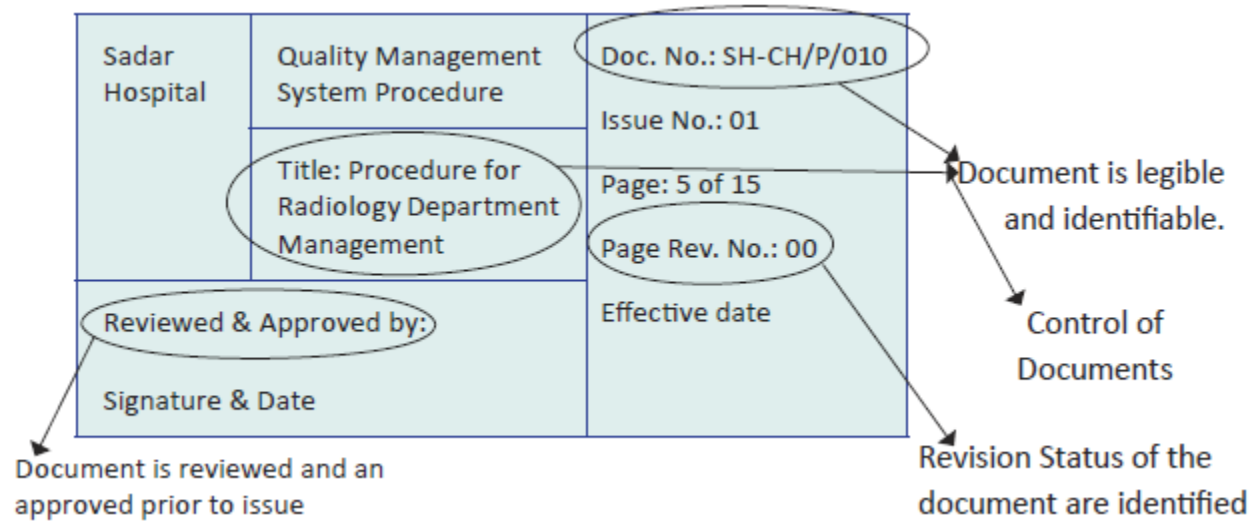 Sadar
Hospital
Quality Management
System Procedure
Doc. No.: SH-CH/P/010
Issue No.: 01
Title: Procedure for
Radiology Department
Management
Page: 5 of 15
Page Rev. No.: 00
Effective date
Reviewed & Approved by:
Signature & Date
Document is legible
and identifiable.
Control of
Documents
Revision Status of the
document are identified
Document is reviewed and an
approved prior to issue